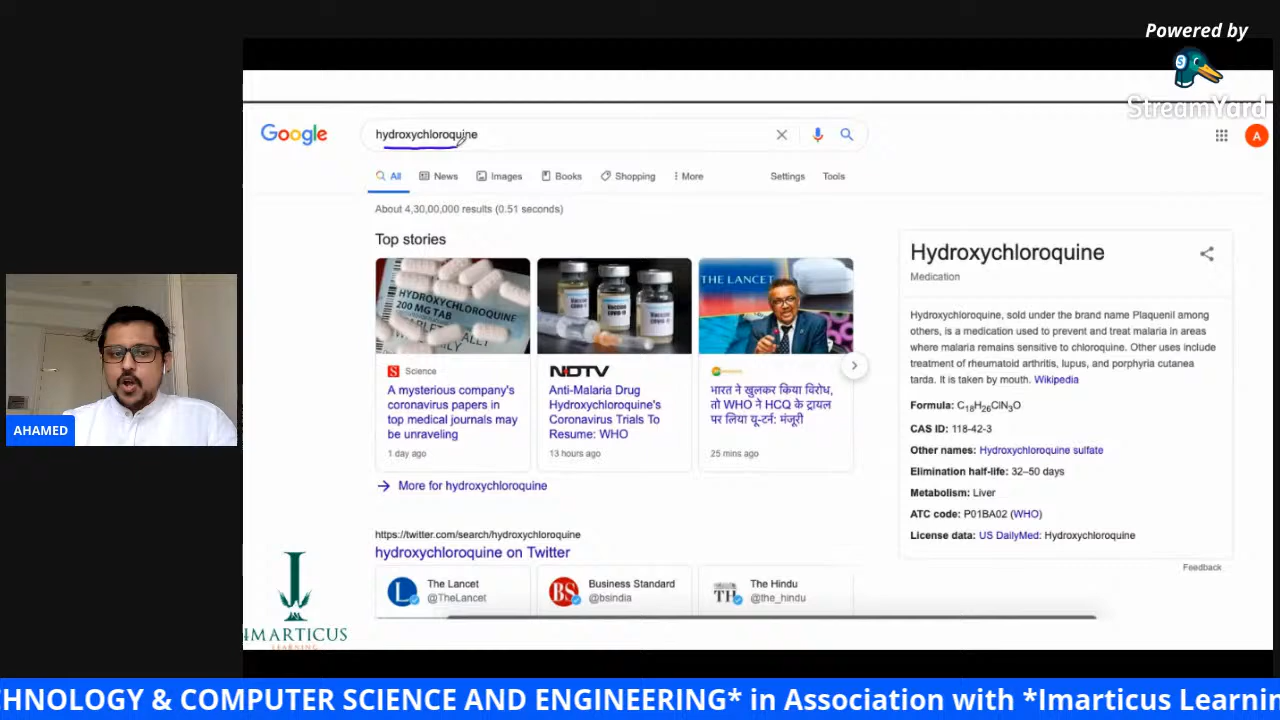 Powered by
StreamYard
Google
hydroxychloroquine
A
All
News
Images
Books
Shopping
More
Settings
Tools
About 4,30,00,000 results (0.51 seconds)
Top stories
HYDROXYCHLOROQUINE
200 MG TAB
THE LANCET
S Science
A mysterious company's
coronavirus papers in
top medical journals may
be unraveling
1 day ago
NDTV
Anti-Malaria Drug
Hydroxychloroquine's
Coronavirus Trials To
Resume: WHO
13 hours ago
भारत ने खुलकर किया विरोध,
तो WHO ने HCQ के ट्रायल
पर लिया यू-टर्न: मंजूरी
25 mins ago
More for hydroxychloroquine
https://twitter.com/search/hydroxychloroquine
hydroxychloroquine on Twitter
L
The Lancet
@TheLancet
BS
Business Standard
@bsindia
TH
The Hindu
@the_hindu
Hydroxychloroquine
Medication
Hydroxychloroquine, sold under the brand name Plaquenil among
others, is a medication used to prevent and treat malaria in areas
where malaria remains sensitive to chloroquine. Other uses include
treatment of rheumatoid arthritis, lupus, and porphyria cutanea
tarda. It is taken by mouth. Wikipedia
Formula: C₁₈H₂₆ClN₃O
CAS ID: 118-42-3
Other names: Hydroxychloroquine sulfate
Elimination half-life: 32–50 days
Metabolism: Liver
ATC code: P01BA02 (WHO)
License data: US DailyMed: Hydroxychloroquine
Feedback
AHAMED
IMARTICUS
LEARNING
CHNOLOGY & COMPUTER SCIENCE AND ENGINEERING* in Association with *Imarticus Learnin